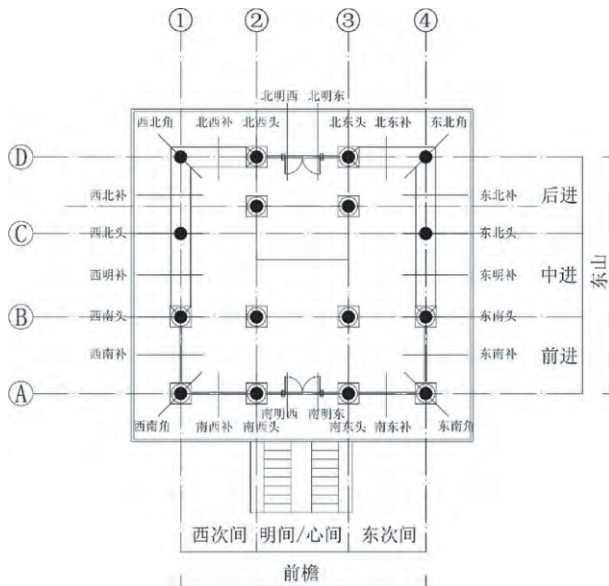 ① ② ③ ④
北明西 北明东
西北角 北西补 北西头 北东头 北东补 东北角
D
西北补 东北补 后进
C 西北头 东北头
西明补 东明补 中进 东山
B 西南头 东南头
西南补 东南补 前进
A
南明西 南明东
西南角 南西补 南西头 南东头 南东补 东南角
西次间 明间/心间 东次间
前檐